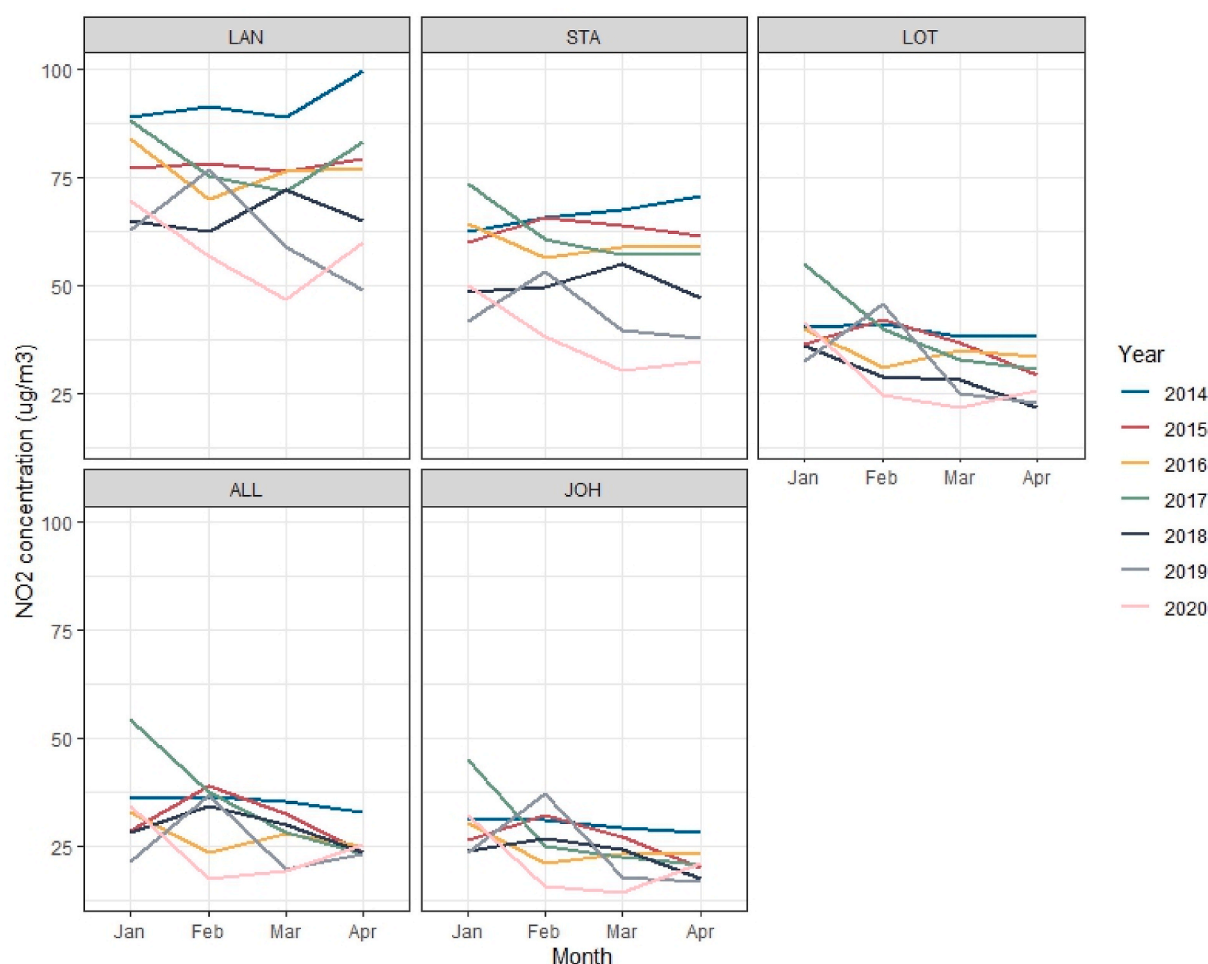 LAN
STA
LOT
100
75
50
25
Jan Feb Mar Apr
NO2 concentration (ug/m3)
ALL
JOH
100
75
50
25
Jan Feb Mar Apr
Jan Feb Mar Apr
Month
Year
2014
2015
2016
2017
2018
2019
2020